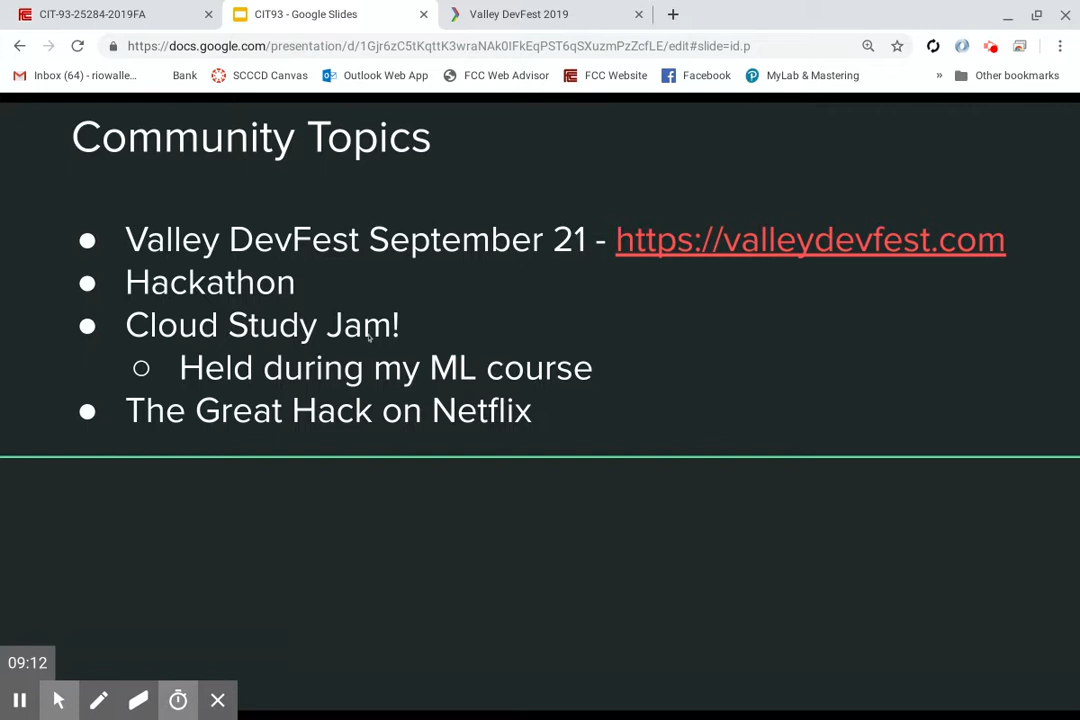 CIT-93-25284-2019FA
CIT93 - Google Slides
Valley DevFest 2019
https://docs.google.com/presentation/d/1Gjr6zC5tKqttK3wraNAk0IFkEqPST6qSXuzmPzZcfLE/edit#slide=id.p
Inbox (64) - riowalle...
Bank
SCCCD Canvas
Outlook Web App
FCC Web Advisor
FCC Website
Facebook
MyLab & Mastering
»
Other bookmarks
Community Topics
● Valley DevFest September 21 - https://valleydevfest.com
● Hackathon
● Cloud Study Jam!
○ Held during my ML course
● The Great Hack on Netflix
09:12